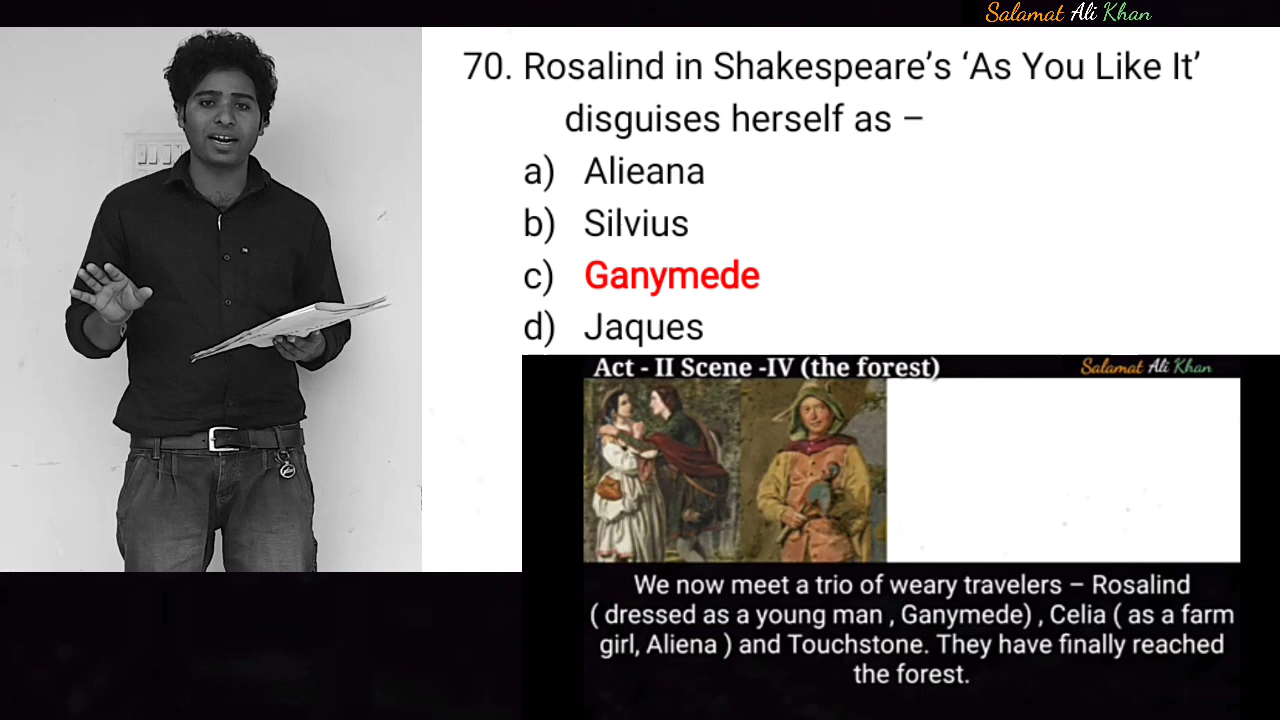 Salamat Ali Khan
70. Rosalind in Shakespeare’s ‘As You Like It’
disguises herself as –
a) Alieana
b) Silvius
c) Ganymede
d) Jaques
Act - II Scene -IV (the forest)
Salamat Ali Khan
We now meet a trio of weary travelers – Rosalind
( dressed as a young man , Ganymede) , Celia ( as a farm
girl, Aliena ) and Touchstone. They have finally reached
the forest.